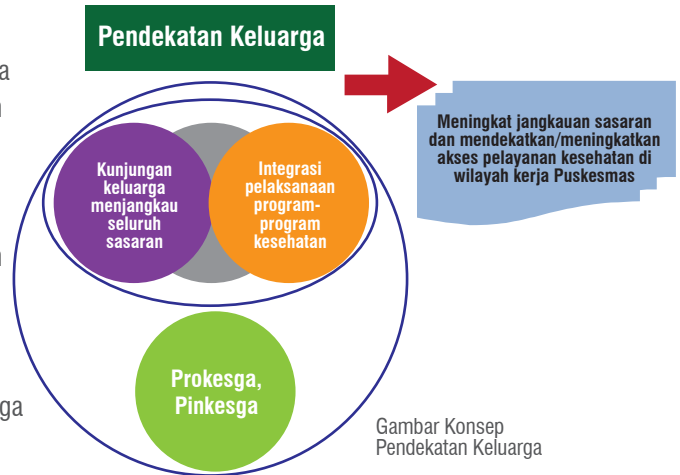 Pendekatan Keluarga
Meningkat jangkauan sasaran
dan mendekatkan/meningkatkan
akses pelayanan kesehatan di
wilayah kerja Puskesmas
Kunjungan
keluarga
menjangkau
seluruh
sasaran
Integrasi
pelaksanaan
program-
program
kesehatan
Prokesga,
Pinkesga
Gambar Konsep
Pendekatan Keluarga